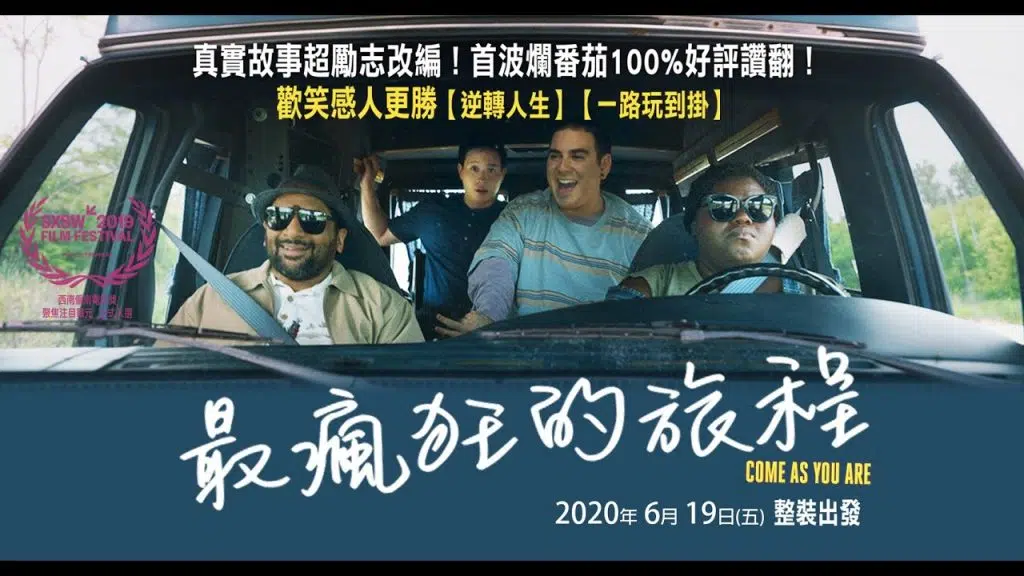 真實故事超勵志改編！首波爛番茄100%好評讚翻！
歡笑感人更勝【逆轉人生】【一路玩到掛】
SXSW 2019
FILM FESTIVAL
最瘋狂的旅程
COME AS YOU ARE
2020年 6月 19日(五) 整裝出發